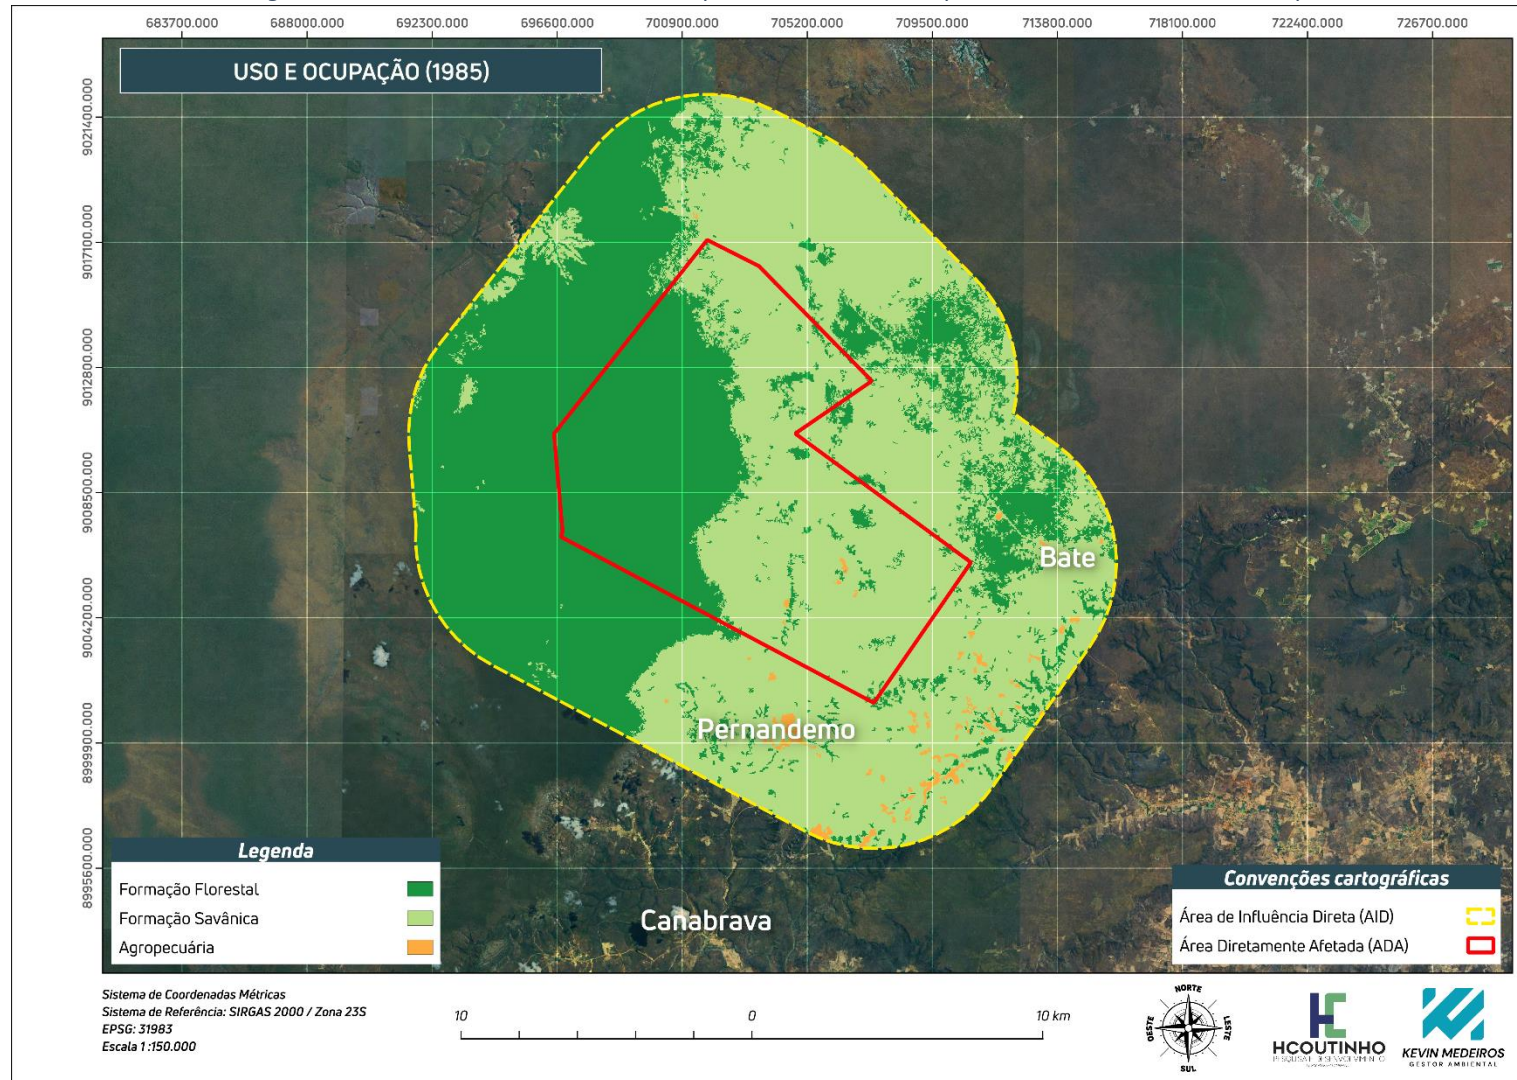 683700.000 688000.000 692300.000 696600.000 700900.000 705200.000 709500.000 713800.000 718100.000 722400.000 726700.000
USO E OCUPAÇÃO (1985)
9021400.000
9017100.000
9012800.000
9008500.000
9004200.000
8999900.000
8995600.000
Bate
Pernandemo
Canabrava
Legenda
Formação Florestal
Formação Savânica
Agropecuária
Convenções cartográficas
Área de Influência Direta (AID)
Área Diretamente Afetada (ADA)
Sistema de Coordenadas Métricas
Sistema de Referência: SIRGAS 2000 / Zona 23S
EPSG: 31983
Escala 1:150.000
10 0 10 km
NORTE
OESTE
LESTE
SUL
HCOUTINHO
PESQUISA E DESENVOLVIMENTO
KEVIN MEDEIROS
GESTOR AMBIENTAL